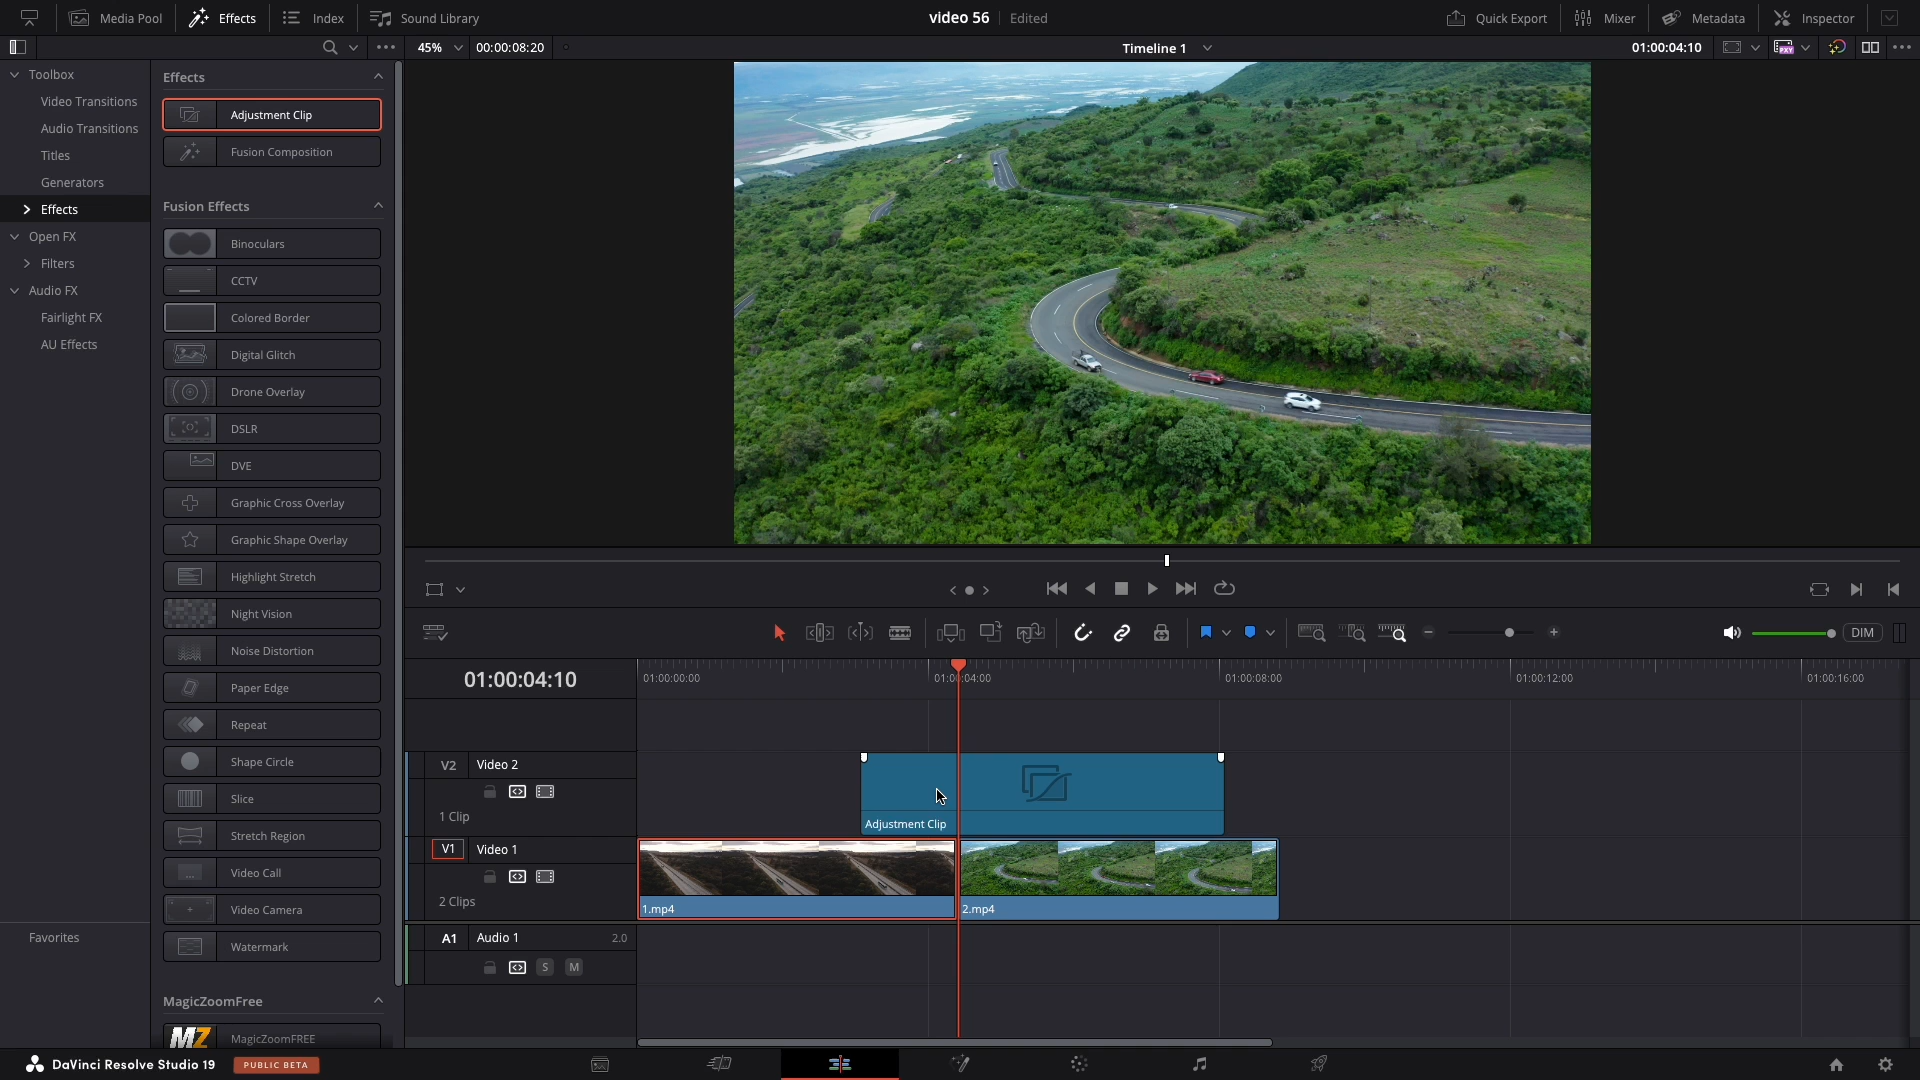 Media Pool
Effects
Index
Sound Library
video 56
Edited
Quick Export
Mixer
Metadata
Inspector
45%
00:00:08:20
Timeline 1
01:00:04:10
Toolbox
Video Transitions
Audio Transitions
Titles
Generators
Effects
Open FX
Filters
Audio FX
Fairlight FX
AU Effects
Favorites
Effects
Adjustment Clip
Fusion Composition
Fusion Effects
Binoculars
CCTV
Colored Border
Digital Glitch
Drone Overlay
DSLR
DVE
Graphic Cross Overlay
Graphic Shape Overlay
Highlight Stretch
Night Vision
Noise Distortion
Paper Edge
Repeat
Shape Circle
Slice
Stretch Region
Video Call
Video Camera
Watermark
MagicZoomFree
MZ
MagicZoomFREE
DIM
01:00:04:10
01:00:00:00
01:00:04:00
01:00:08:00
01:00:12:00
01:00:16:00
V2
Video 2
1 Clip
Adjustment Clip
V1
Video 1
2 Clips
1.mp4
2.mp4
A1
Audio 1
2.0
S
M
DaVinci Resolve Studio 19
PUBLIC BETA